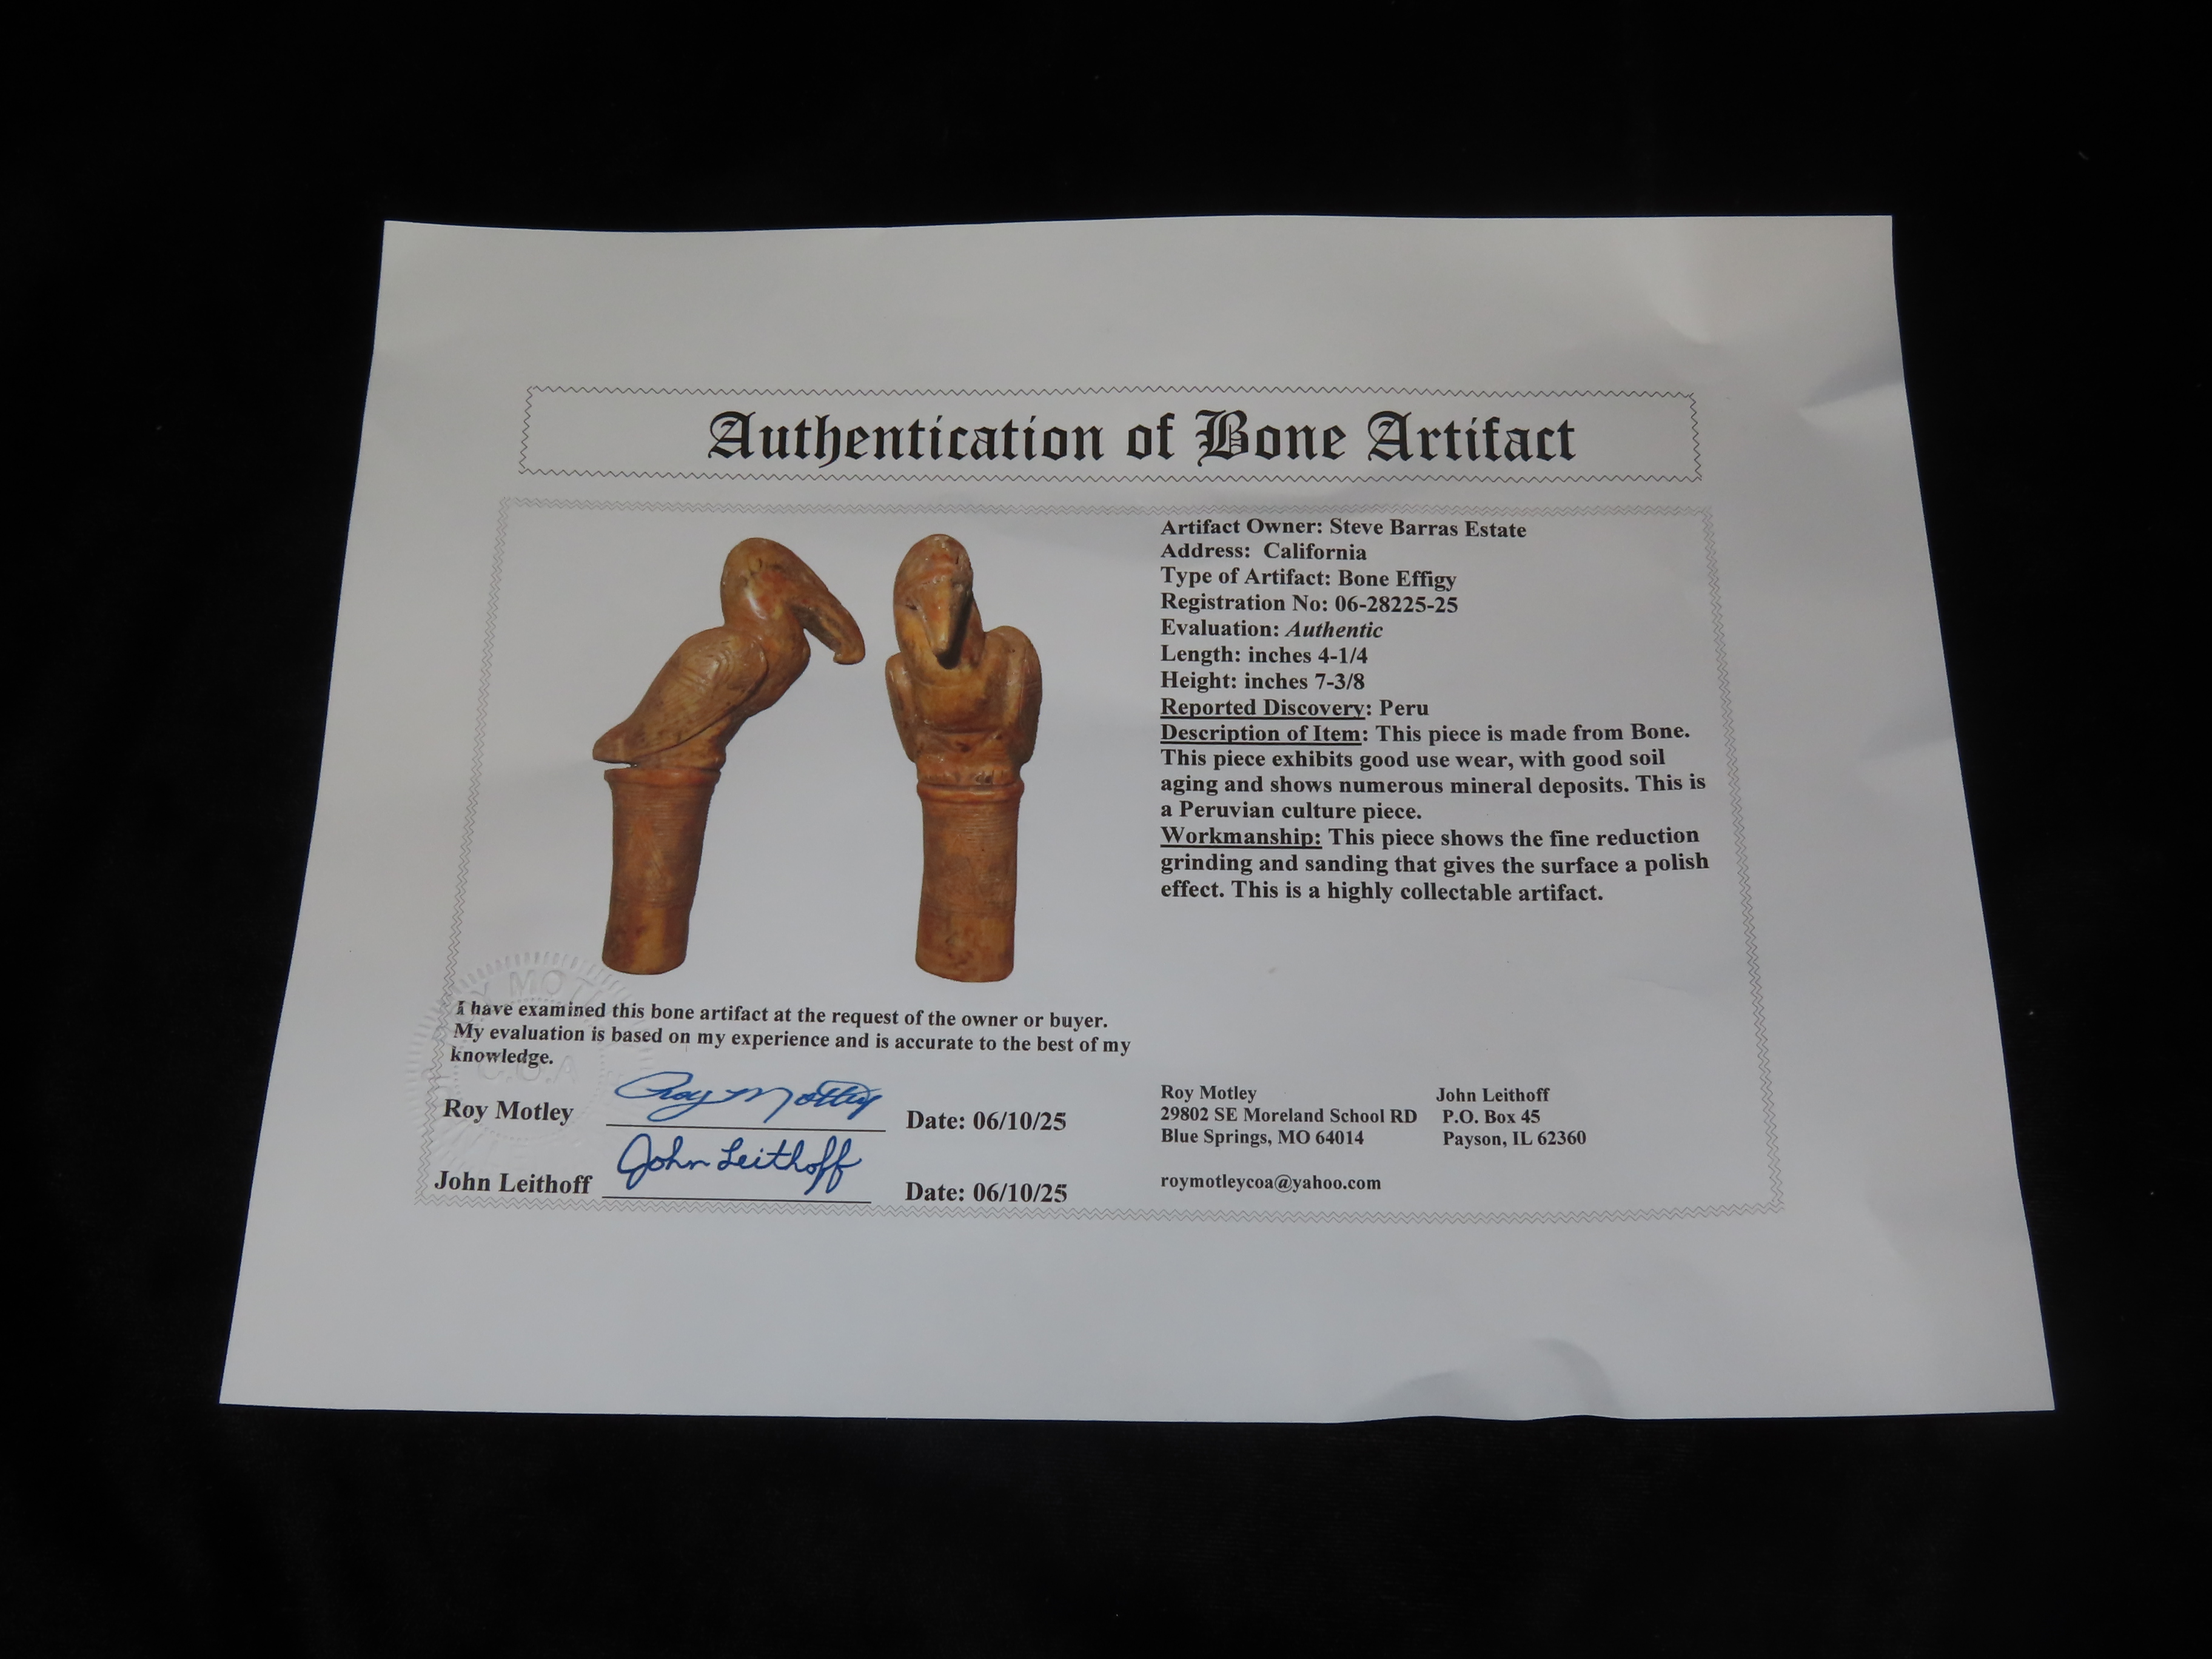 Authentication of Bone Artifact
Artifact Owner: Steve Barras Estate
Address: California
Type of Artifact: Bone Effigy
Registration No: 06-28225-25
Evaluation: Authentic
Length: inches 4-1/4
Height: inches 7-3/8
Reported Discovery: Peru
Description of Item: This piece is made from Bone.
This piece exhibits good use wear, with good soil
aging and shows numerous mineral deposits. This is
a Peruvian culture piece.
Workmanship: This piece shows the fine reduction
grinding and sanding that gives the surface a polish
effect. This is a highly collectable artifact.
I have examined this bone artifact at the request of the owner or buyer.
My evaluation is based on my experience and is accurate to the best of my
knowledge.
C.O.A
Roy Motley Roy Motley Date: 06/10/25
John Leithoff John Leithoff Date: 06/10/25
Roy Motley
29802 SE Moreland School RD
Blue Springs, MO 64014
roymotleycoa@yahoo.com
John Leithoff
P.O. Box 45
Payson, IL 62360